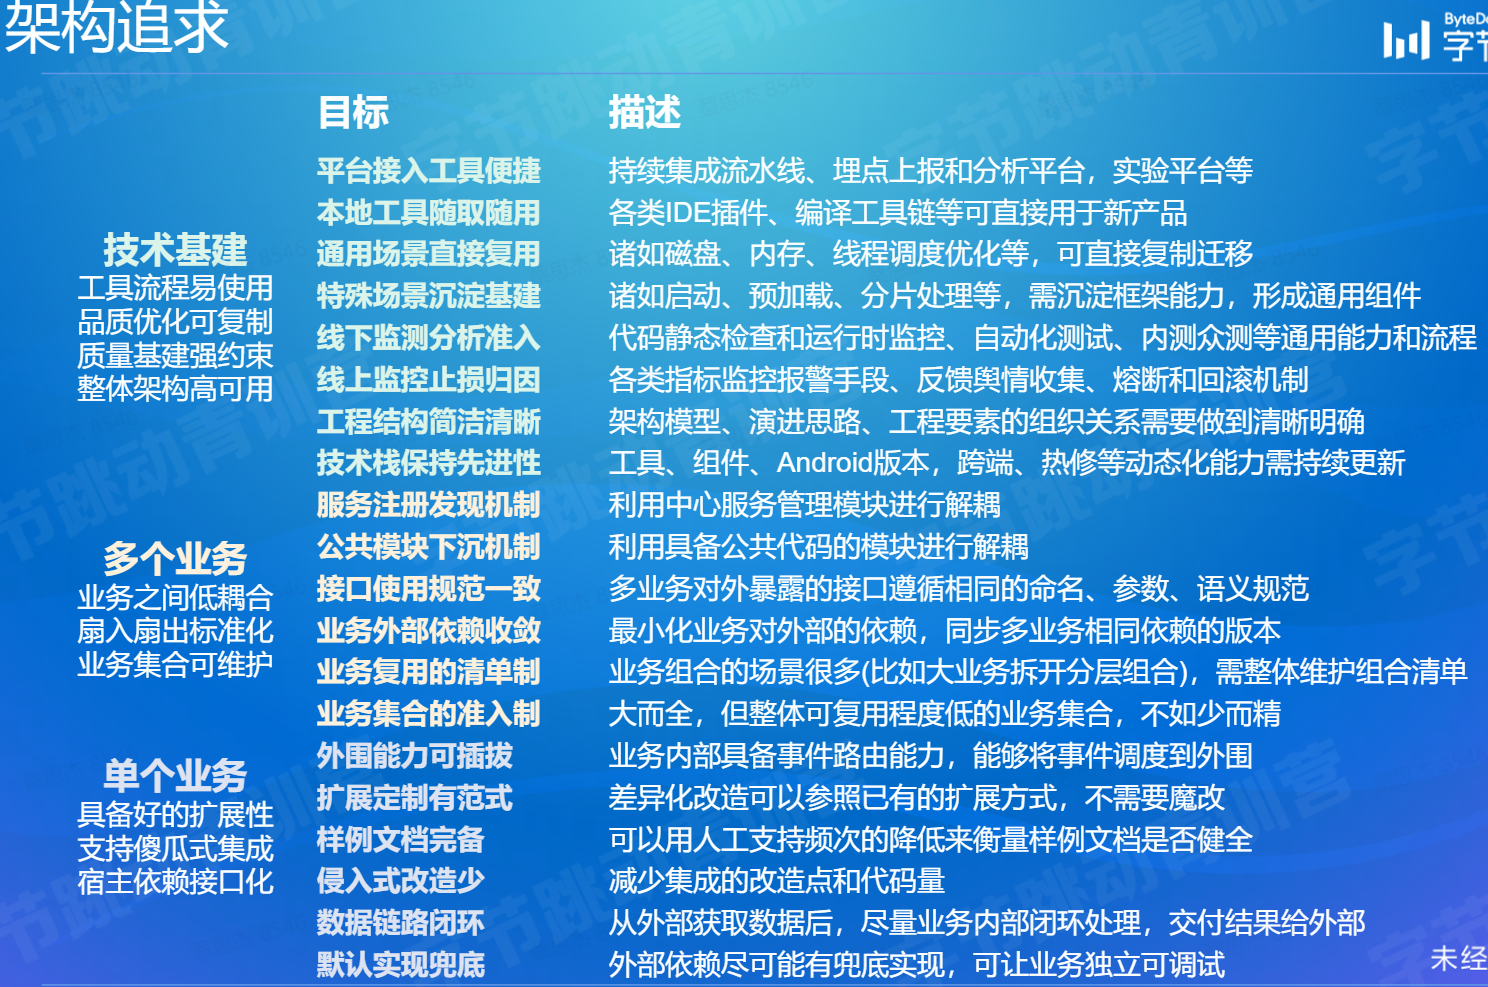 架构追求
ByteD
字节
目标 描述
平台接入工具便捷 持续集成流水线、埋点上报和分析平台，实验平台等
本地工具随取随用 各类IDE插件、编译工具链等可直接用于新产品
技术基建
通用场景直接复用 诸如磁盘、内存、线程调度优化等，可直接复制迁移
工具流程易使用
特殊场景沉淀基建 诸如启动、预加载、分片处理等，需沉淀框架能力，形成通用组件
品质优化可复制
线下监测分析准入 代码静态检查和运行时监控、自动化测试、内测众测等通用能力和流程
质量基建强约束
线上监控止损归因 各类指标监控报警手段、反馈舆情收集、熔断和回滚机制
整体架构高可用
工程结构简洁清晰 架构模型、演进思路、工程要素的组织关系需要做到清晰明确
技术栈保持先进性 工具、组件、Android版本，跨端、热修等动态化能力需持续更新
服务注册发现机制 利用中心服务管理模块进行解耦
多个业务
公共模块下沉机制 利用具备公共代码的模块进行解耦
业务之间低耦合
接口使用规范一致 多业务对外暴露的接口遵循相同的命名、参数、语义规范
扇入扇出标准化
业务外部依赖收敛 最小化业务对外部的依赖，同步多业务相同依赖的版本
业务集合可维护
业务复用的清单制 业务组合的场景很多(比如大业务拆开分层组合)，需整体维护组合清单
业务集合的准入制 大而全，但整体可复用程度低的业务集合，不如少而精
单个业务
外围能力可插拔 业务内部具备事件路由能力，能够将事件调度到外围
具备好的扩展性
扩展定制有范式 差异化改造可以参照已有的扩展方式，不需要魔改
支持傻瓜式集成
样例文档完备 可以用人工支持频次的降低来衡量样例文档是否健全
宿主依赖接口化
侵入式改造少 减少集成的改造点和代码量
数据链路闭环 从外部获取数据后，尽量业务内部闭环处理，交付结果给外部
默认实现兜底 外部依赖尽可能有兜底实现，可让业务独立可调试
未经
字节跳动青训营